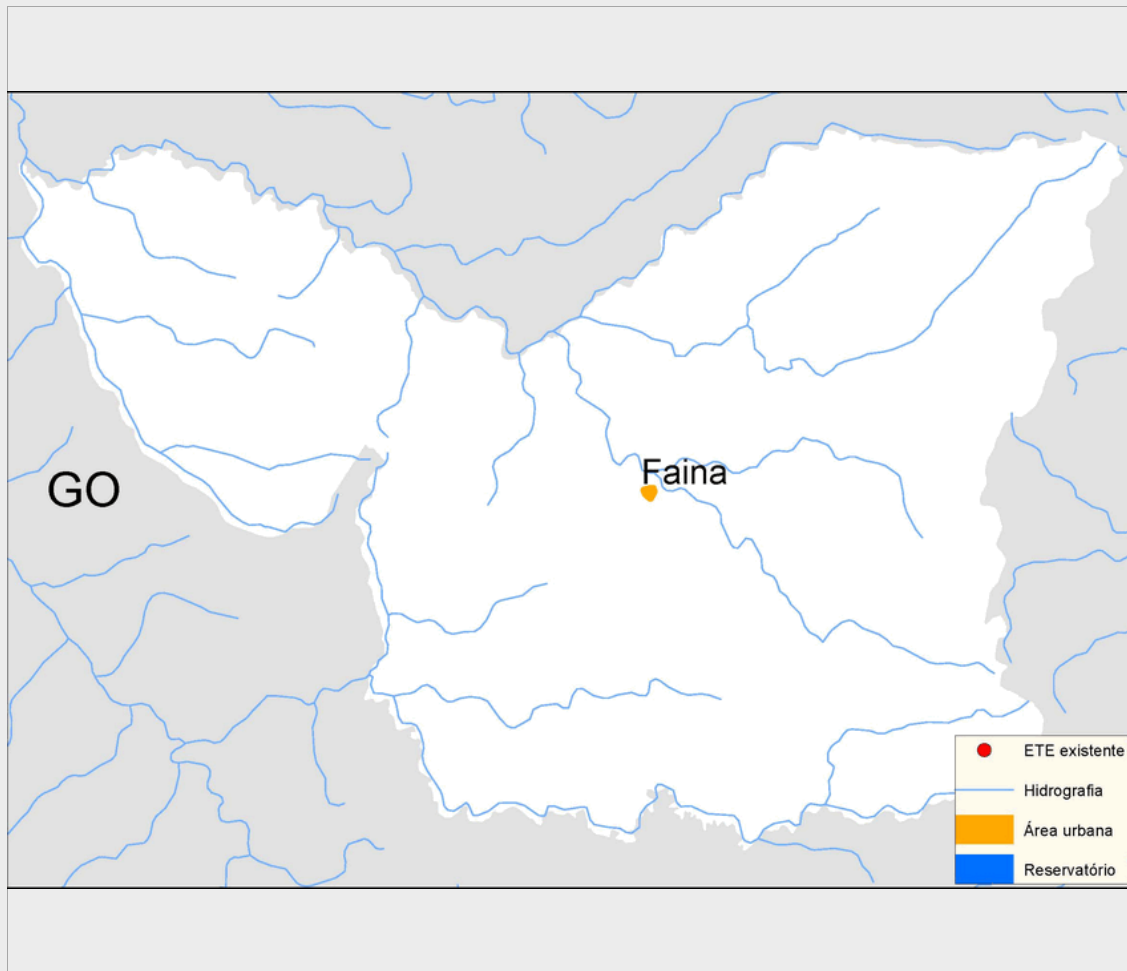 Faina
GO
ETE existente
Hidrografia
Área urbana
Reservatório